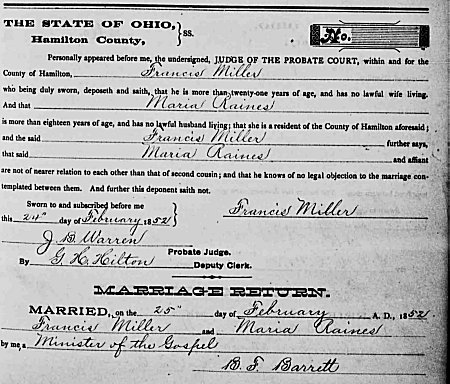 THE STATE OF OHIO,
Hamilton County, } SS.
No.
Personally appeared before me, the undersigned, JUDGE OF THE PROBATE COURT, within and for the
County of Hamilton, Francis Miller
who being duly sworn, deposeth and saith, that he is more than twenty-one years of age, and has no lawful wife living.
And that Maria Raines
is more than eighteen years of age, and has no lawful husband living; that she is a resident of the County of Hamilton aforesaid;
and the said Francis Miller further says,
that said Maria Raines and affiant
are not of nearer relation to each other than that of second cousin; and that he knows of no legal objection to the marriage con-
templated between them. And further this deponent saith not.
Sworn to and subscribed before me
this 24" day of February 1852 } Francis Miller
J B Warren
Probate Judge.
By G. H. Hilton Deputy Clerk.
MARRIAGE RETURN.
MARRIED, on the 25" day of February A. D., 1852.
Francis Miller and Maria Raines
by me, a Minister of the Gospel
B. F. Barrett